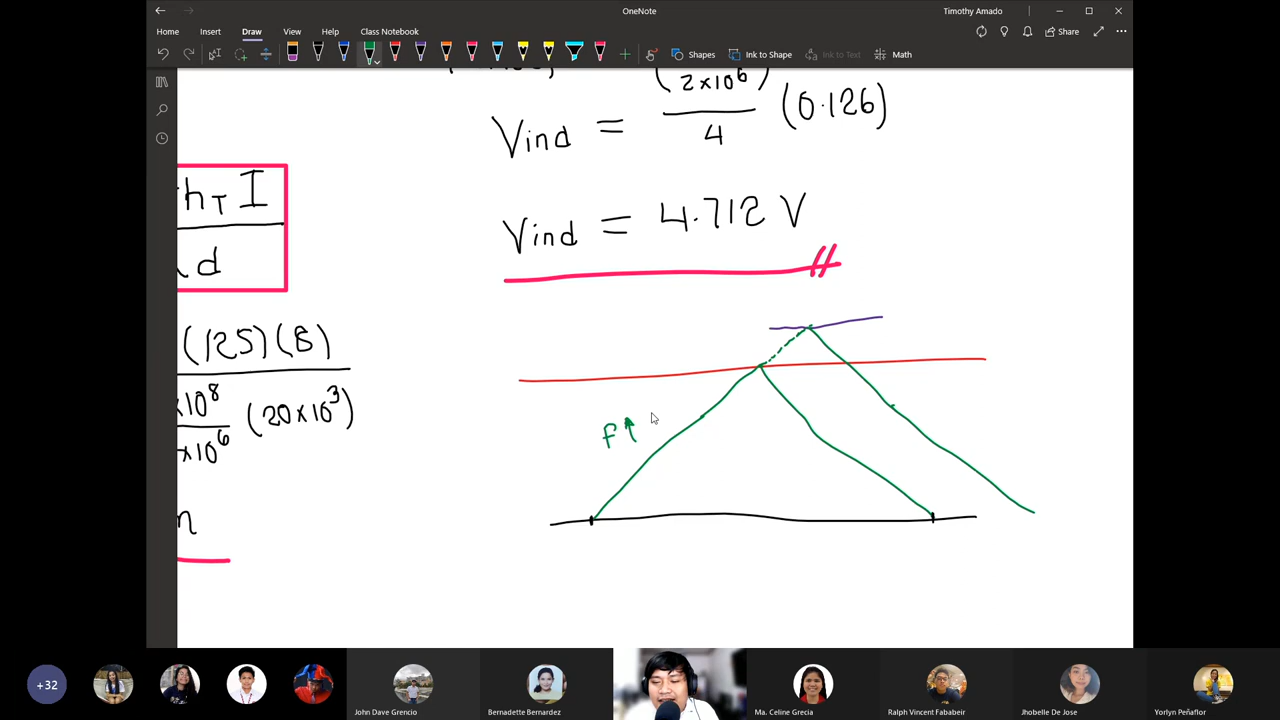 OneNote
Timothy Amado
Home Insert Draw View Help Class Notebook
Share
Shapes
Ink to Shape
Ink to Text
Math
(2×10⁶)
Vind = ―― (0.126)
4
Vind = 4.712 V
h_T I
d
(125)(8)
×10⁸
×10⁶ (20×10³)
f↑
+32
John Dave Grencio
Bernadette Bernardez
Ma. Celine Grecia
Ralph Vincent Fababeir
Jhobelle De Jose
Yorlyn Peñaflor